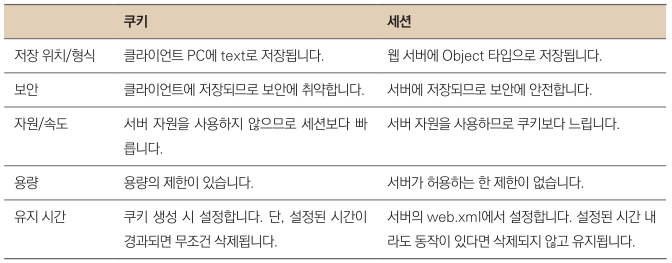 쿠키 세션
저장 위치/형식 클라이언트 PC에 text로 저장됩니다. 웹 서버에 Object 타입으로 저장됩니다.
보안 클라이언트에 저장되므로 보안에 취약합니다. 서버에 저장되므로 보안에 안전합니다.
자원/속도 서버 자원을 사용하지 않으므로 세션보다 빠 서버 자원을 사용하므로 쿠키보다 느립니다.
릅니다.
용량 용량의 제한이 있습니다. 서버가 허용하는 한 제한이 없습니다.
유지 시간 쿠키 생성 시 설정합니다. 단, 설정된 시간이 서버의 web.xml에서 설정합니다. 설정된 시간 내
경과되면 무조건 삭제됩니다. 라도 동작이 있다면 삭제되지 않고 유지됩니다.